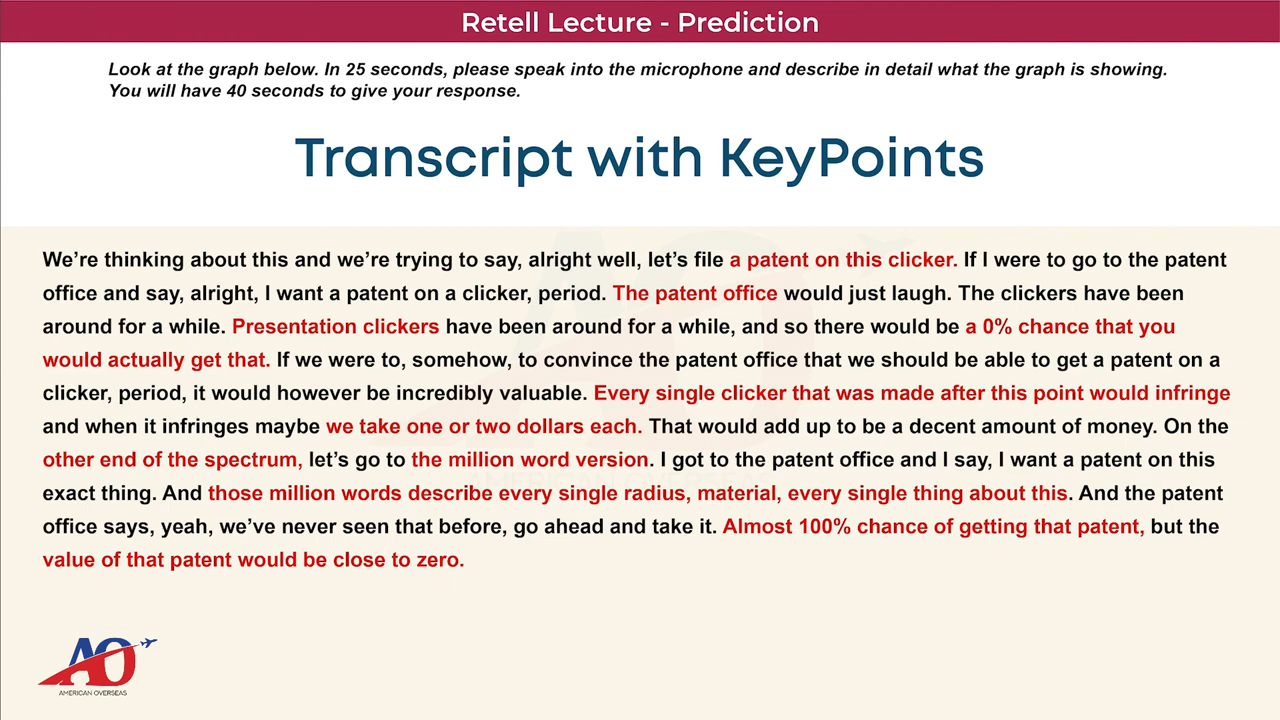 Retell Lecture - Prediction
Look at the graph below. In 25 seconds, please speak into the microphone and describe in detail what the graph is showing.
You will have 40 seconds to give your response.
Transcript with KeyPoints
We're thinking about this and we're trying to say, alright well, let's file a patent on this clicker. If I were to go to the patent
office and say, alright, I want a patent on a clicker, period. The patent office would just laugh. The clickers have been
around for a while. Presentation clickers have been around for a while, and so there would be a 0% chance that you
would actually get that. If we were to, somehow, to convince the patent office that we should be able to get a patent on a
clicker, period, it would however be incredibly valuable. Every single clicker that was made after this point would infringe
and when it infringes maybe we take one or two dollars each. That would add up to be a decent amount of money. On the
other end of the spectrum, let's go to the million word version. I got to the patent office and I say, I want a patent on this
exact thing. And those million words describe every single radius, material, every single thing about this. And the patent
office says, yeah, we've never seen that before, go ahead and take it. Almost 100% chance of getting that patent, but the
value of that patent would be close to zero.
AO
AMERICAN OVERSEAS